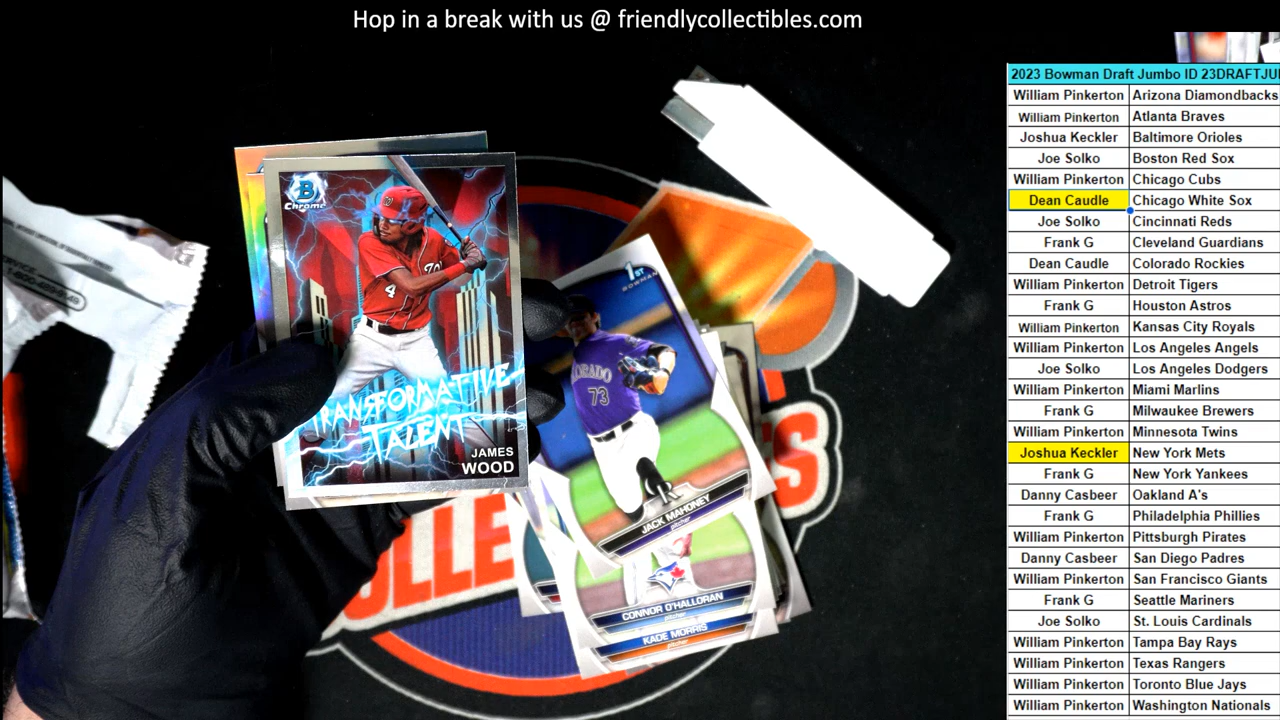 Hop in a break with us @ friendlycollectibles.com
2023 Bowman Draft Jumbo ID 23DRAFTJU
William Pinkerton Arizona Diamondbacks
William Pinkerton Atlanta Braves
Joshua Keckler Baltimore Orioles
Joe Solko Boston Red Sox
William Pinkerton Chicago Cubs
Dean Caudle Chicago White Sox
Joe Solko Cincinnati Reds
Frank G Cleveland Guardians
Dean Caudle Colorado Rockies
William Pinkerton Detroit Tigers
Frank G Houston Astros
William Pinkerton Kansas City Royals
William Pinkerton Los Angeles Angels
Joe Solko Los Angeles Dodgers
William Pinkerton Miami Marlins
Frank G Milwaukee Brewers
William Pinkerton Minnesota Twins
Joshua Keckler New York Mets
Frank G New York Yankees
Danny Casbeer Oakland A's
Frank G Philadelphia Phillies
William Pinkerton Pittsburgh Pirates
Danny Casbeer San Diego Padres
William Pinkerton San Francisco Giants
Frank G Seattle Mariners
Joe Solko St. Louis Cardinals
William Pinkerton Tampa Bay Rays
William Pinkerton Texas Rangers
William Pinkerton Toronto Blue Jays
William Pinkerton Washington Nationals
B
Chrome
4
TRANSFORMATIVE
TALENT
JAMES
WOOD
1ST
BOWMAN
ORADO
73
JACK MAHONEY
pitcher
CONNOR O'HALLORAN
pitcher
KADE MORRIS
pitcher
OLLE
ES